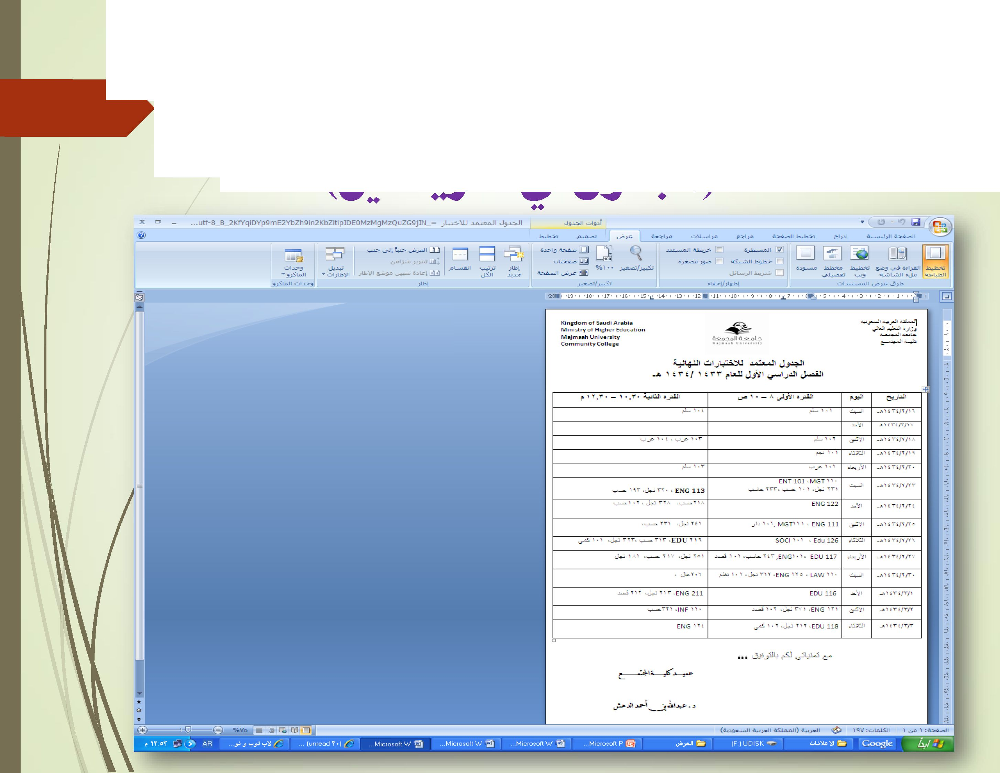 الجدول المعتمد للاختبار =_utf-8_B_2KfYqiDYp9mE2YbZh9in2KbZitipIDE0MzMgMzQuZG9jIN...
أدوات الجدول
الصفحة الرئيسية إدراج تخطيط الصفحة مراجع مراسلات مراجعة عرض تصميم تخطيط
تخطيط الطباعة
القراءة في وضع ملء الشاشة
تخطيط ويب
مخطط تفصيلي
مسودة
طرق عرض المستندات
المسطرة
خطوط الشبكة
شريط الرسائل
خريطة المستند
صور مصغرة
إظهار/إخفاء
تكبير/تصغير
١٠٠%
صفحة واحدة
صفحتان
عرض الصفحة
تكبير/تصغير
إطار جديد
ترتيب الكل
انقسام
العرض جنباً إلى جنب
تمرير متزامن
إعادة تعيين موضع الإطار
تبديل الإطارات
إطار
وحدات الماكرو
وحدات الماكرو
المملكة العربية السعودية
وزارة التعليم العالي
جامعة المجمعة
كليـة المجتمـع
جامعة المجمعة
Majmaah University
Kingdom of Saudi Arabia
Ministry of Higher Education
Majmaah University
Community College
الجدول المعتمد للاختبارات النهائية
الفصل الدراسي الأول للعام ١٤٣٣ /١٤٣٤ هـ
التاريخ اليوم الفترة الأولى ٨ – ١٠ ص الفترة الثانية ١٠.٣٠ – ١٢.٣٠ م
١٤٣٤/٢/١٦هـ السبت ١٠١ سلم ١٠٤ سلم
١٤٣٤/٢/١٧هـ الأحد
١٤٣٤/٢/١٨هـ الاثنين ١٠٢ سلم ١٠٣ عرب ، ١٠٤ عرب
١٤٣٤/٢/١٩هـ الثلاثاء ١٠١ نجم
١٤٣٤/٢/٢٠هـ الأربعاء ١٠١ عرب ١٠٣ سلم
١٤٣٤/٢/٢٣هـ السبت ENT 101 ،MGT ١١٠
٢٣١ نجل، ١٠١ حسب ،٢٣٣ حاسب ENG 113 ، ٣٢٠ نجل، ١٩٣ حسب
١٤٣٤/٢/٢٤هـ الأحد ENG 122 ٢١٨حسب، ٣٢٨ نجل ، ١٠٢حسب
١٤٣٤/٢/٢٥هـ الاثنين ENG 111 ، MGT١١١ ,١٠١ دار ٢٤١ نجل، ٢٣١ حسب،
١٤٣٤/٢/٢٦هـ الثلاثاء Edu 126 ، SOCI ١٠١ EDU ٢١٦، ٣١٣ حسب ،٣٢٣ نجل، ١٠١ كمي
١٤٣٤/٢/٢٧هـ الأربعاء EDU 117 ،ENG١٠١ ,٢٤٣ حاسب، ١٠١ قصد ٢٥١ نجل، ٢١٧ حسب، ١٨١ نجل
١٤٣٤/٢/٣٠هـ السبت LAW ١١٠ ، ENG ١٢٥، ٣١٢ نجل، ١٠١ نظم ٢٠٦عال ،
١٤٣٤/٣/١هـ الأحد EDU 116 ENG 211، ٢١٣ نجل، ٢١٢ قصد
١٤٣٤/٣/٢هـ الاثنين ENG ١٢١، ٣٧١ نجل، ١٠٢ قصد INF ١١٠، ٣٢١حسب
١٤٣٤/٣/٣هـ الثلاثاء EDU 118، ٢١٢ نجل، ١٠٢ كمي ENG ١٢٤
مع تمنياتي لكم بالتوفيق ،،،
عميـد كليـة المجتمـع
د. عبدالله بن أحمد الدهش
الصفحة: ١ من ١ الكلمات: ١٩٧ العربية (المملكة العربية السعودية) %٧٥
ابدأ Google الاعلانات UDISK (F:) العرض Microsoft P... Microsoft W... Microsoft W... Microsoft W... (٣٠ unread) ... لاب توب و نو... AR ١٢:٥٣ م